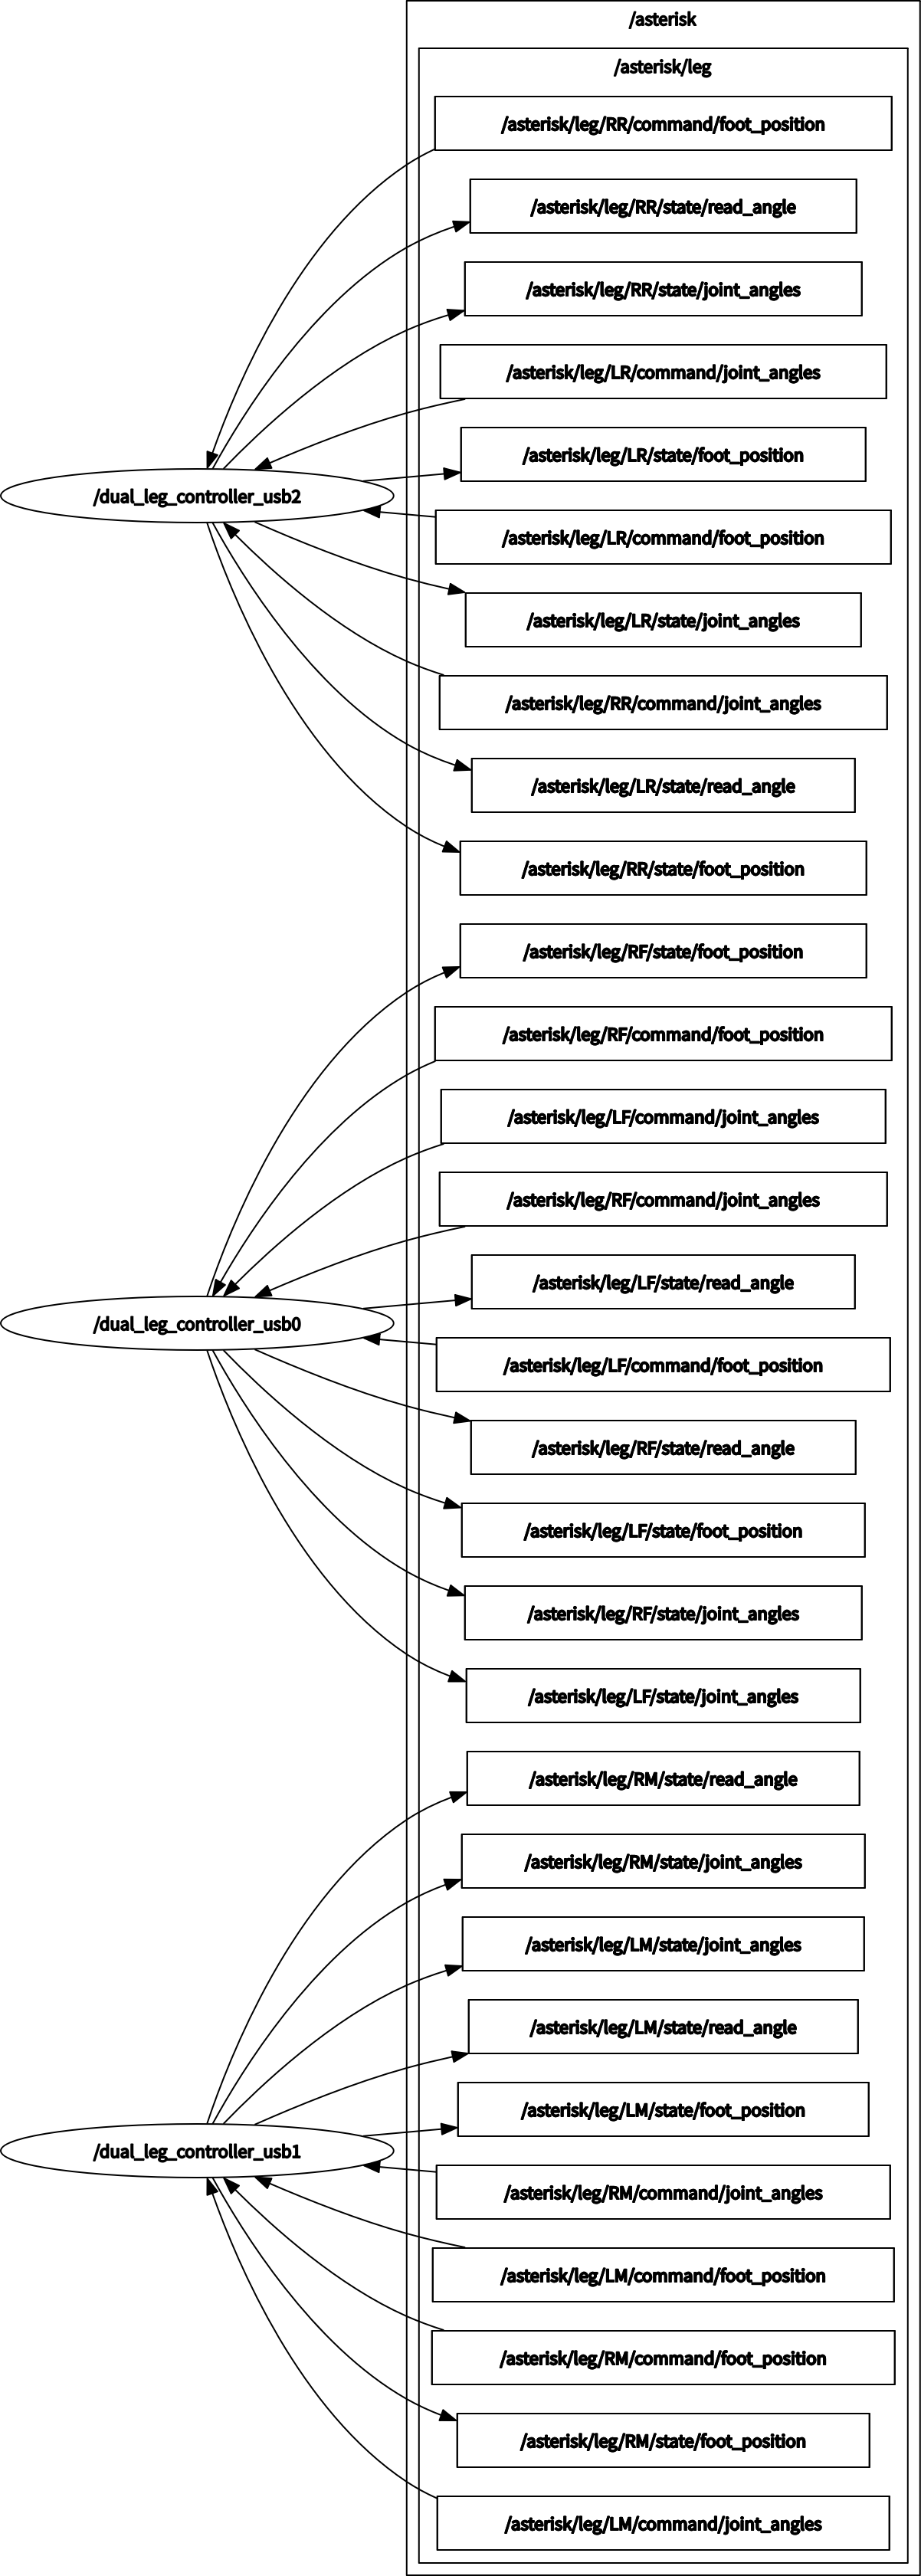 /asterisk
/asterisk/leg
/asterisk/leg/RR/command/foot_position
/asterisk/leg/RR/state/read_angle
/asterisk/leg/RR/state/joint_angles
/asterisk/leg/LR/command/joint_angles
/asterisk/leg/LR/state/foot_position
/dual_leg_controller_usb2
/asterisk/leg/LR/command/foot_position
/asterisk/leg/LR/state/joint_angles
/asterisk/leg/RR/command/joint_angles
/asterisk/leg/LR/state/read_angle
/asterisk/leg/RR/state/foot_position
/asterisk/leg/RF/state/foot_position
/asterisk/leg/RF/command/foot_position
/asterisk/leg/LF/command/joint_angles
/asterisk/leg/RF/command/joint_angles
/asterisk/leg/LF/state/read_angle
/dual_leg_controller_usb0
/asterisk/leg/LF/command/foot_position
/asterisk/leg/RF/state/read_angle
/asterisk/leg/LF/state/foot_position
/asterisk/leg/RF/state/joint_angles
/asterisk/leg/LF/state/joint_angles
/asterisk/leg/RM/state/read_angle
/asterisk/leg/RM/state/joint_angles
/asterisk/leg/LM/state/joint_angles
/asterisk/leg/LM/state/read_angle
/asterisk/leg/LM/state/foot_position
/dual_leg_controller_usb1
/asterisk/leg/RM/command/joint_angles
/asterisk/leg/LM/command/foot_position
/asterisk/leg/RM/command/foot_position
/asterisk/leg/RM/state/foot_position
/asterisk/leg/LM/command/joint_angles